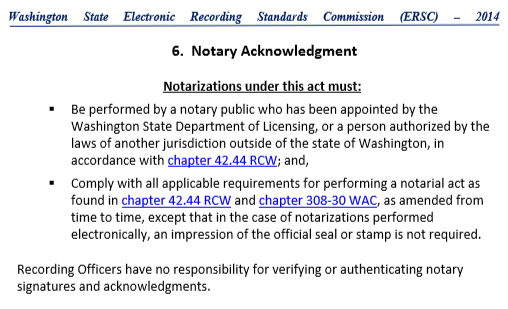 Washington State Electronic Recording Standards Commission (ERSC) – 2014
6. Notary Acknowledgment
Notarizations under this act must:
▪ Be performed by a notary public who has been appointed by the
Washington State Department of Licensing, or a person authorized by the
laws of another jurisdiction outside of the state of Washington, in
accordance with chapter 42.44 RCW; and,
▪ Comply with all applicable requirements for performing a notarial act as
found in chapter 42.44 RCW and chapter 308-30 WAC, as amended from
time to time, except that in the case of notarizations performed
electronically, an impression of the official seal or stamp is not required.
Recording Officers have no responsibility for verifying or authenticating notary
signatures and acknowledgments.